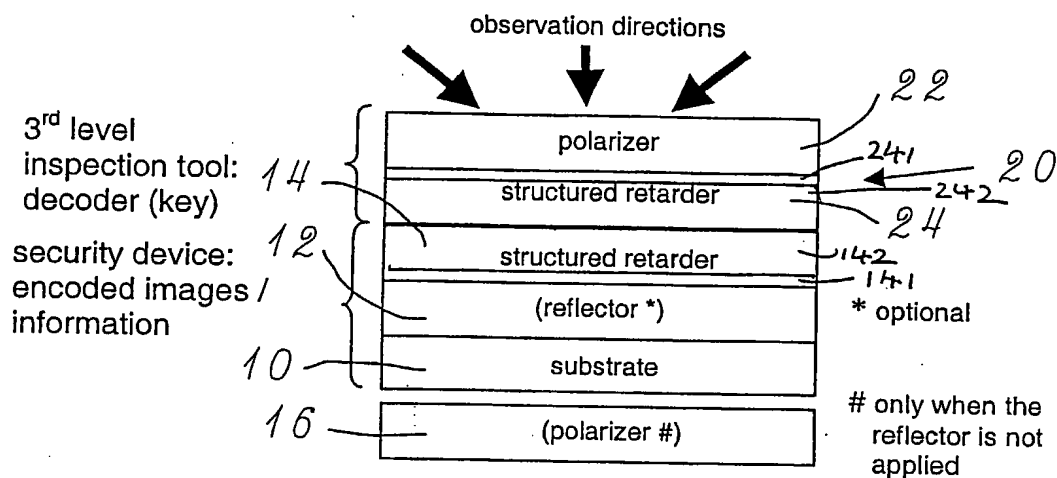 observation directions
3rd level
inspection tool:
decoder (key)
security device:
encoded images /
information
22
polarizer
241
20
14
structured retarder
242
24
12
structured retarder
142
141
(reflector *)
* optional
10
substrate
16
(polarizer #)
# only when the
reflector is not
applied